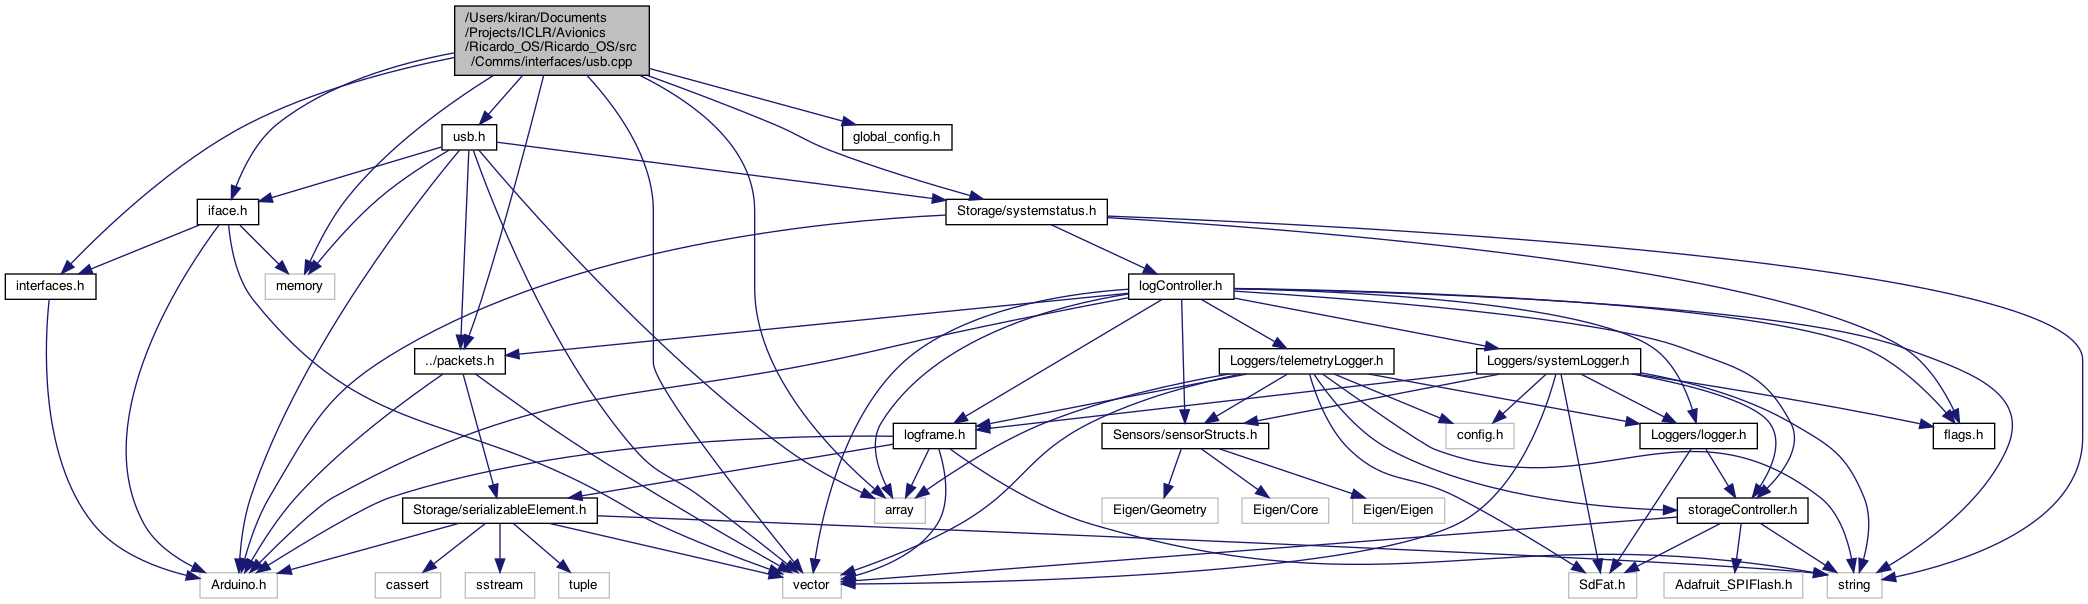 /Users/kiran/Documents
/Projects/ICLR/Avionics
/Ricardo_OS/Ricardo_OS/src
/Comms/interfaces/usb.cpp
usb.h
global_config.h
iface.h
Storage/systemstatus.h
interfaces.h
memory
logController.h
../packets.h
Loggers/telemetryLogger.h
Loggers/systemLogger.h
logframe.h
Sensors/sensorStructs.h
config.h
Loggers/logger.h
flags.h
Storage/serializableElement.h
array
Eigen/Geometry
Eigen/Core
Eigen/Eigen
storageController.h
Arduino.h
cassert
sstream
tuple
vector
SdFat.h
Adafruit_SPIFlash.h
string